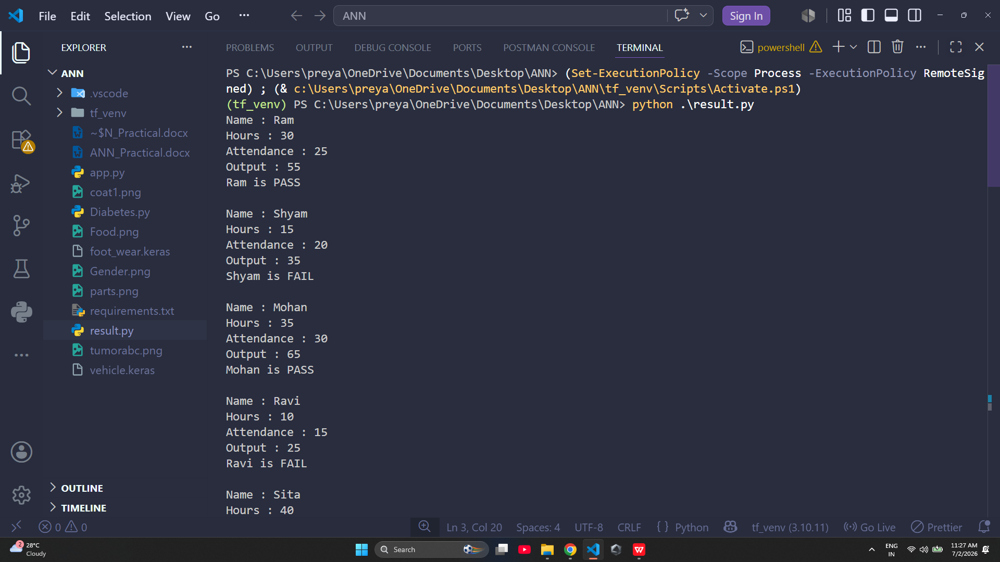 File Edit Selection View Go ···
ANN
Sign In
EXPLORER
PROBLEMS OUTPUT DEBUG CONSOLE PORTS POSTMAN CONSOLE TERMINAL
powershell
ANN
.vscode
tf_venv
~$N_Practical.docx
ANN_Practical.docx
app.py
coat1.png
Diabetes.py
Food.png
foot_wear.keras
Gender.png
parts.png
requirements.txt
result.py
tumorabc.png
vehicle.keras
OUTLINE
TIMELINE
PS C:\Users\preya\OneDrive\Documents\Desktop\ANN> (Set-ExecutionPolicy -Scope Process -ExecutionPolicy RemoteSig
ned) ; (& c:\Users\preya\OneDrive\Documents\Desktop\ANN\tf_venv\Scripts\Activate.ps1)
(tf_venv) PS C:\Users\preya\OneDrive\Documents\Desktop\ANN> python .\result.py
Name : Ram
Hours : 30
Attendance : 25
Output : 55
Ram is PASS
Name : Shyam
Hours : 15
Attendance : 20
Output : 35
Shyam is FAIL
Name : Mohan
Hours : 35
Attendance : 30
Output : 65
Mohan is PASS
Name : Ravi
Hours : 10
Attendance : 15
Output : 25
Ravi is FAIL
Name : Sita
Hours : 40
0 0
Ln 3, Col 20 Spaces: 4 UTF-8 CRLF { } Python tf_venv (3.10.11) Go Live Prettier
2
28°C
Cloudy
Search
ENG
IN
11:27 AM
7/2/2026